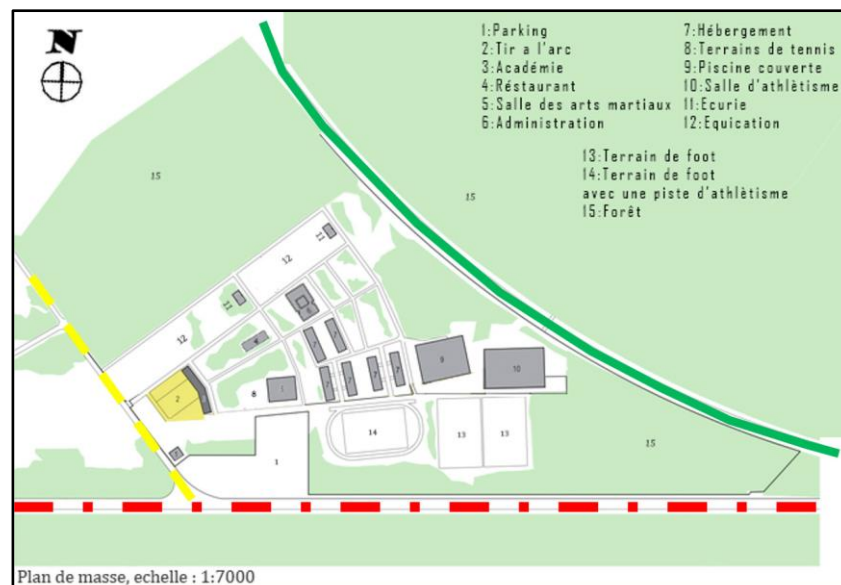 N
1:Parking
2:Tir a l'arc
3:Académie
4:Réstaurant
5:Salle des arts martiaux
6:Administration
7:Hébergement
8:Terrains de tennis
9:Piscine couverte
10:Salle d'athlètisme
11:Ecurie
12:Equication
13:Terrain de foot
14:Terrain de foot
avec une piste d'athlètisme
15:Forêt
15
15
11
12
11
12
4
7
7
9
10
7
7
7
7
2
8
14
13
13
15
1
Plan de masse, echelle : 1:7000